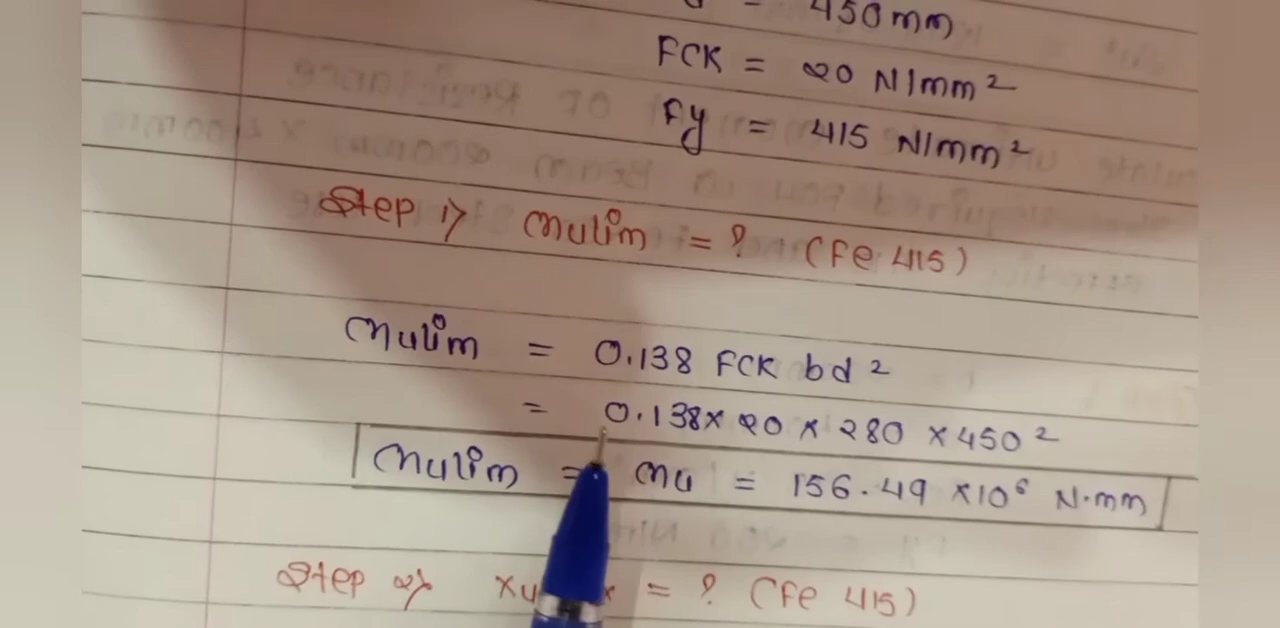 = 450mm
FCK = 20 N/mm²
Fy = 415 N/mm²
Step 1) Mulim = ? (Fe 415)
Mulim = 0.138 FCK bd²
= 0.138 × 20 × 280 × 450²
Mulim = Mu = 156.49 × 10⁶ N.mm
Step 2) = ? (Fe 415)